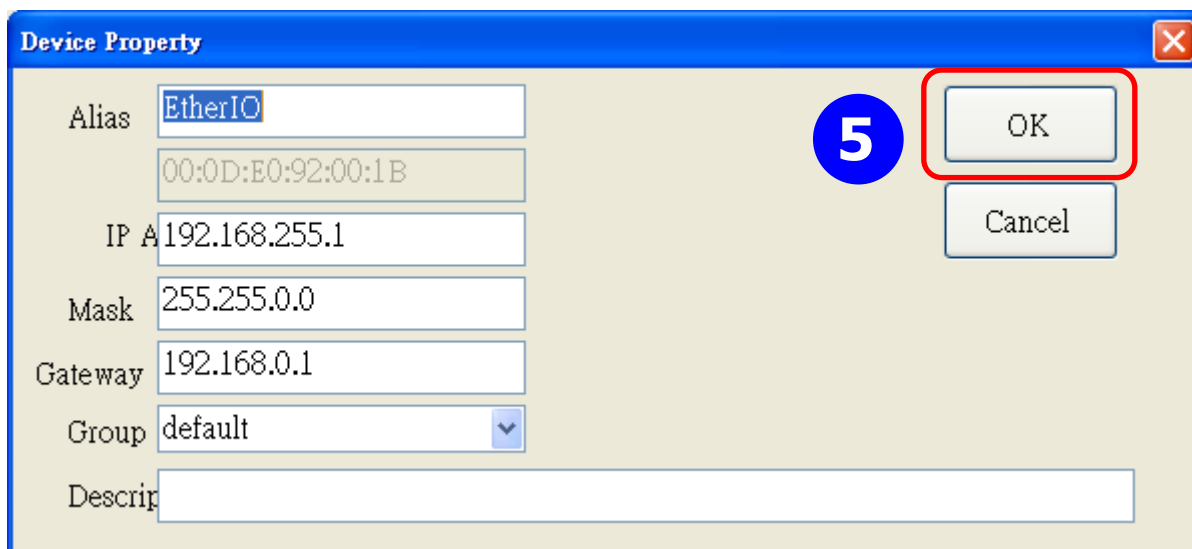 Device Property
Alias EtherIO
00:0D:E0:92:00:1B
IP A 192.168.255.1
Mask 255.255.0.0
Gateway 192.168.0.1
Group default
Descrip
5
OK
Cancel